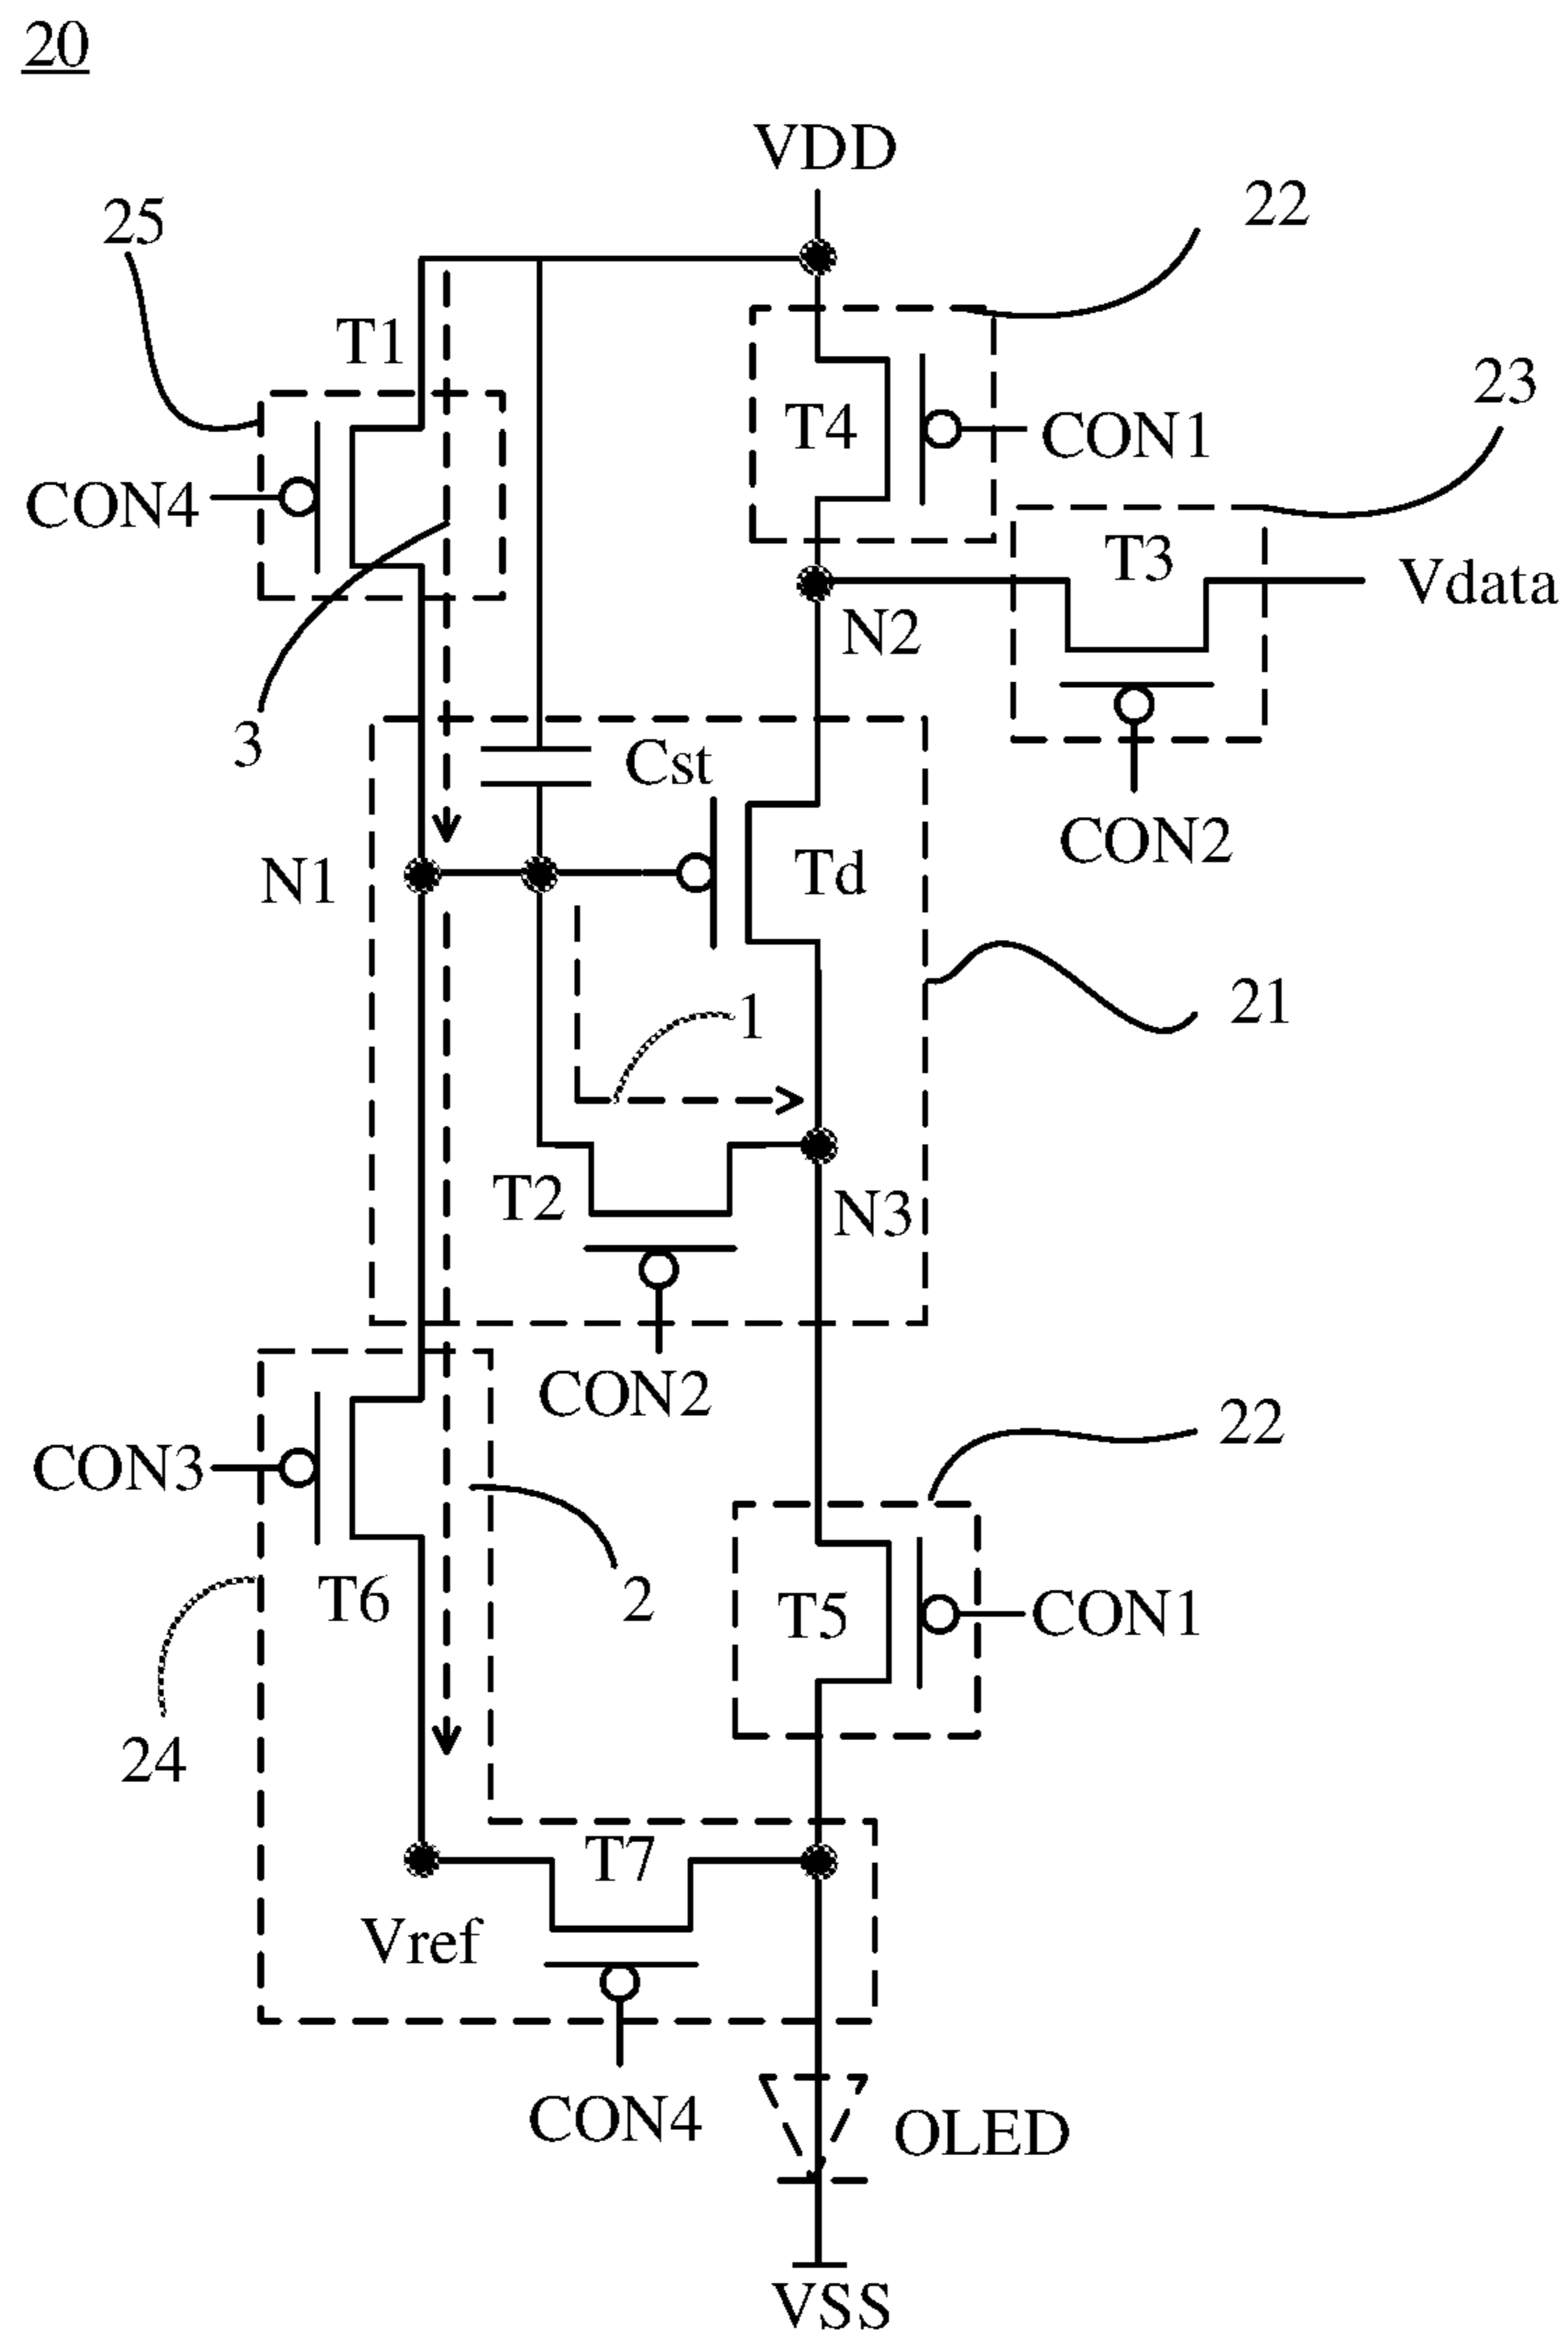 20
VDD
22
25
T1
23
T4
CON1
CON4
T3
Vdata
N2
3
Cst
CON2
N1
Td
1
21
T2
N3
CON2
22
CON3
T6
2
T5
CON1
24
T7
Vref
CON4
OLED
VSS